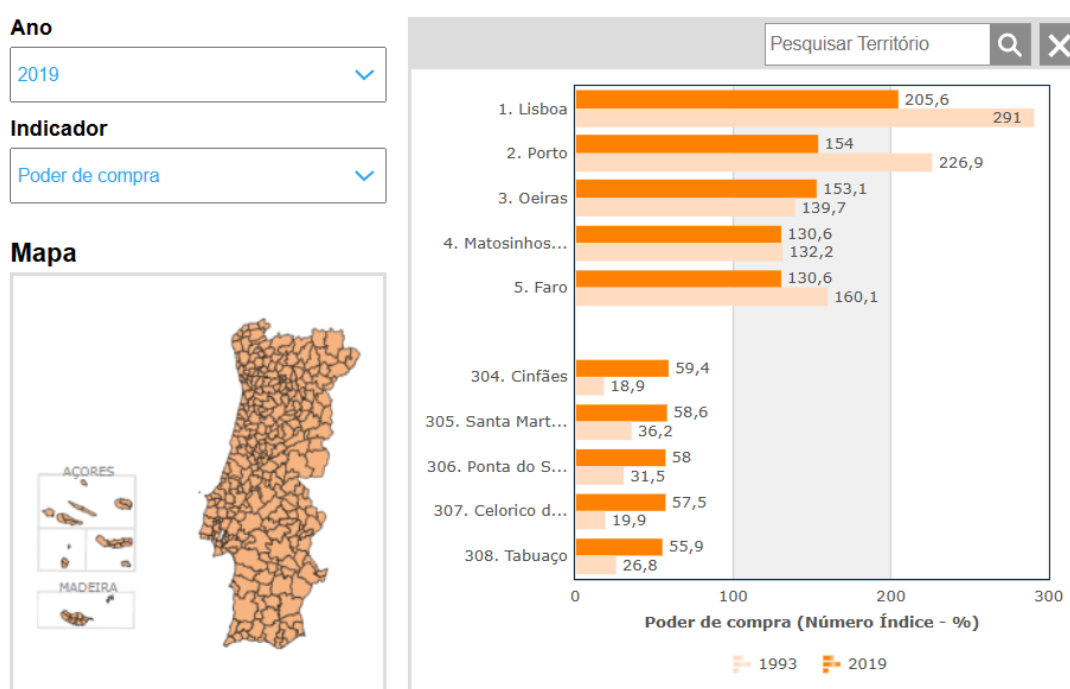 Ano
2019
Indicador
Poder de compra
Mapa
AÇORES
MADEIRA
Pesquisar Território
1. Lisboa
205,6
291
2. Porto
154
226,9
3. Oeiras
153,1
139,7
4. Matosinhos...
130,6
132,2
5. Faro
130,6
160,1
304. Cinfães
59,4
18,9
305. Santa Mart...
58,6
36,2
306. Ponta do S...
58
31,5
307. Celorico d...
57,5
19,9
308. Tabuaço
55,9
26,8
0 100 200 300
Poder de compra (Número Índice - %)
1993 2019